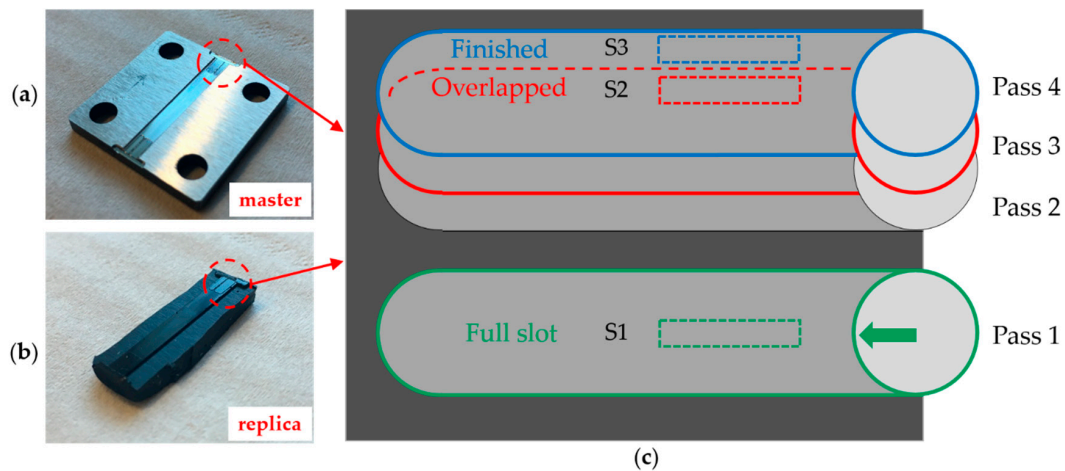 (a)
master
(b)
replica
Finished
S3
Overlapped
S2
Pass 4
Pass 3
Pass 2
Full slot
S1
Pass 1
(c)